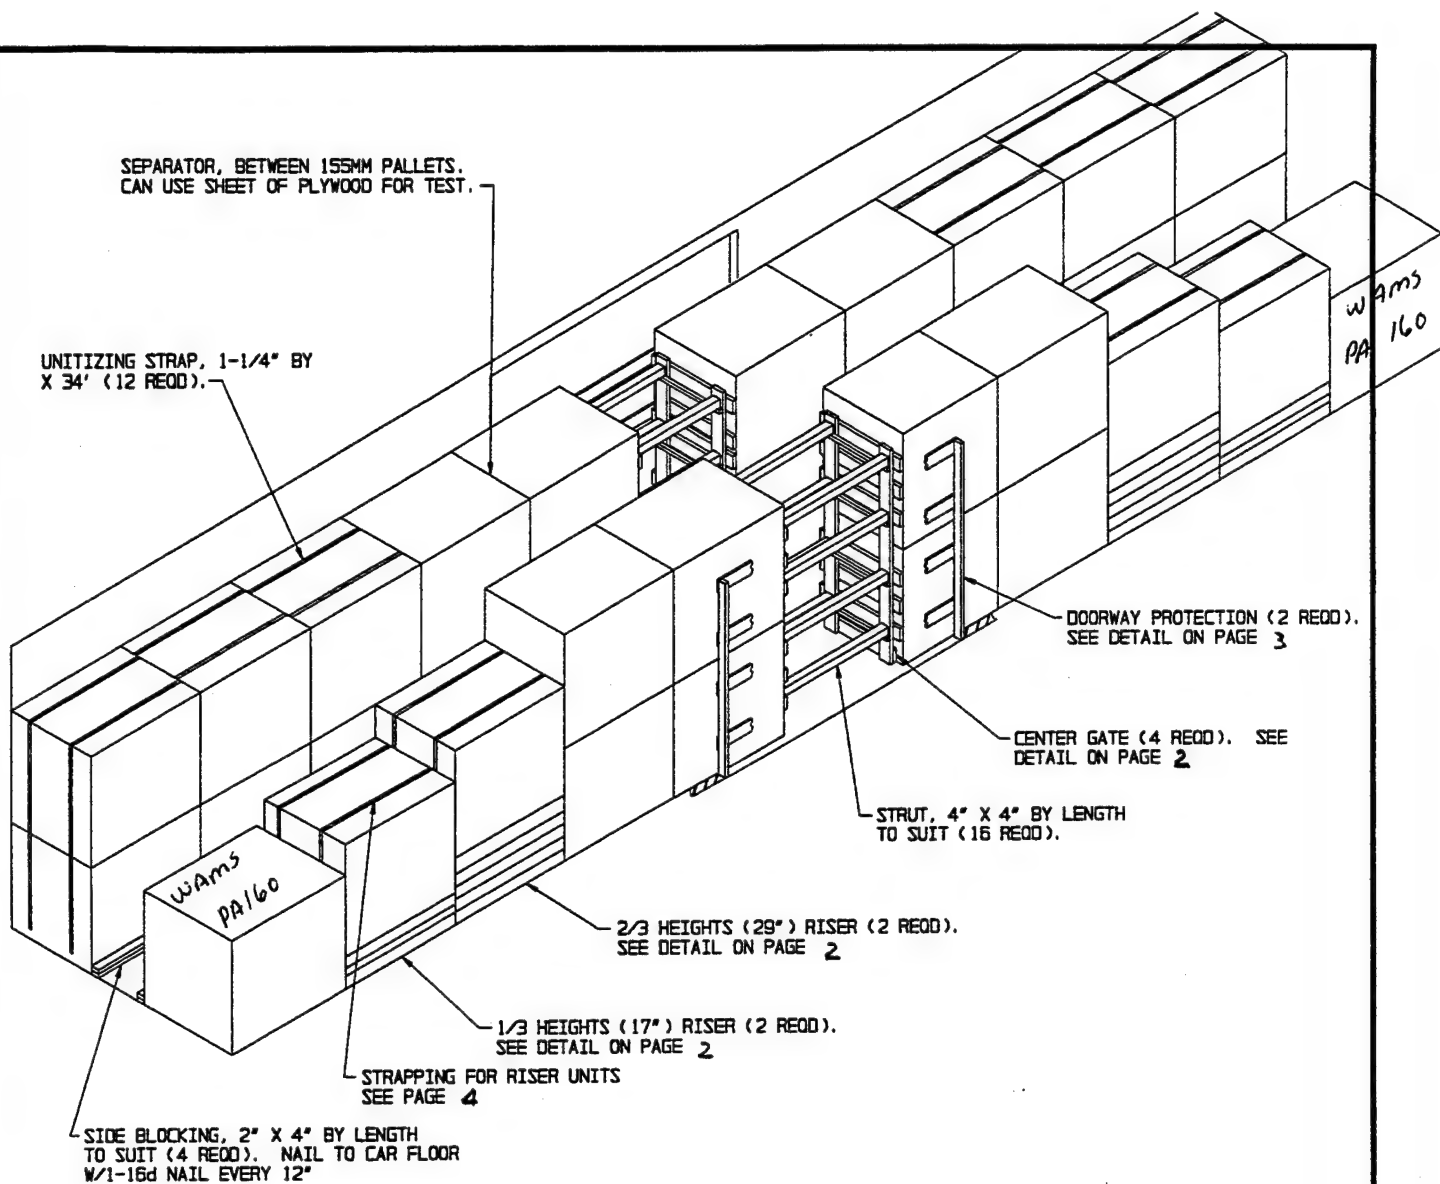 SEPARATOR, BETWEEN 155MM PALLETS.
CAN USE SHEET OF PLYWOOD FOR TEST.
UNITIZING STRAP, 1-1/4" BY
X 34' (12 REQD).
WAMS
PA 160
DOORWAY PROTECTION (2 REQD).
SEE DETAIL ON PAGE 3
CENTER GATE (4 REQD). SEE
DETAIL ON PAGE 2
STRUT, 4" X 4" BY LENGTH
TO SUIT (16 REQD).
WAMS
PA160
2/3 HEIGHTS (29") RISER (2 REQD).
SEE DETAIL ON PAGE 2
1/3 HEIGHTS (17") RISER (2 REQD).
SEE DETAIL ON PAGE 2
STRAPPING FOR RISER UNITS
SEE PAGE 4
SIDE BLOCKING, 2" X 4" BY LENGTH
TO SUIT (4 REQD). NAIL TO CAR FLOOR
W/1-16d NAIL EVERY 12"